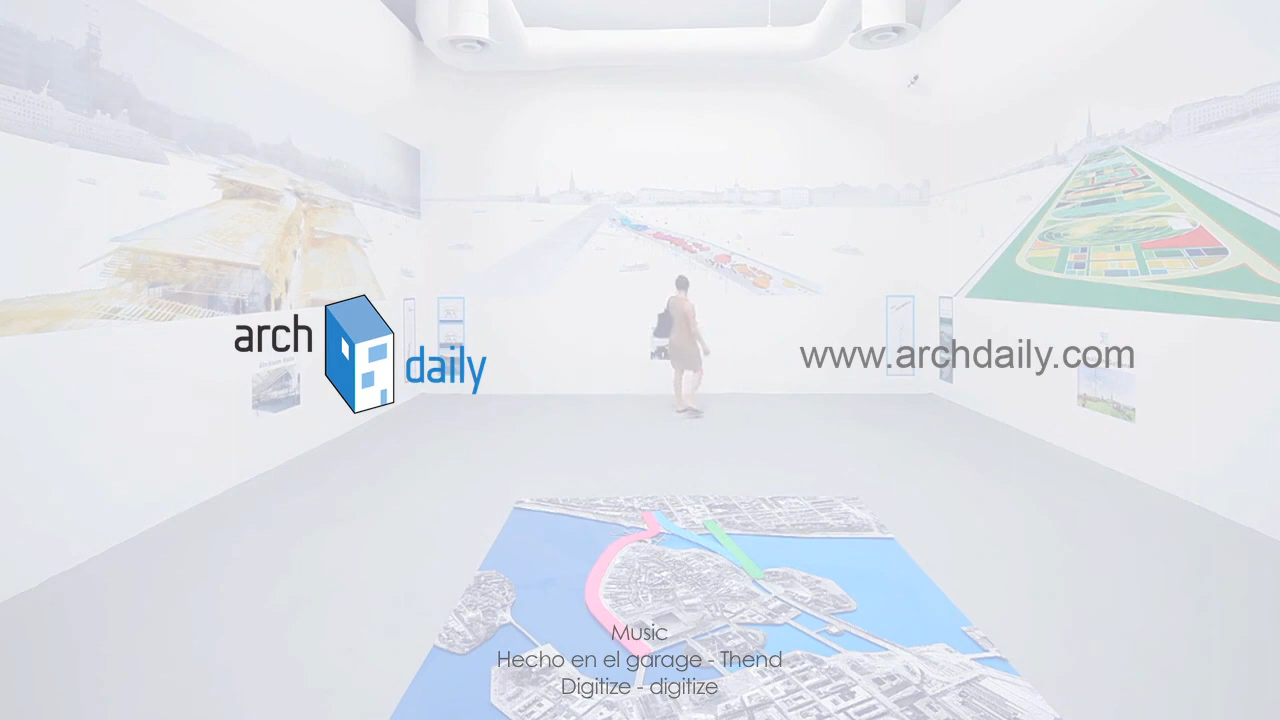 arch
daily
www.archdaily.com
Music
Hecho en el garage - Thend
Digitize - digitize